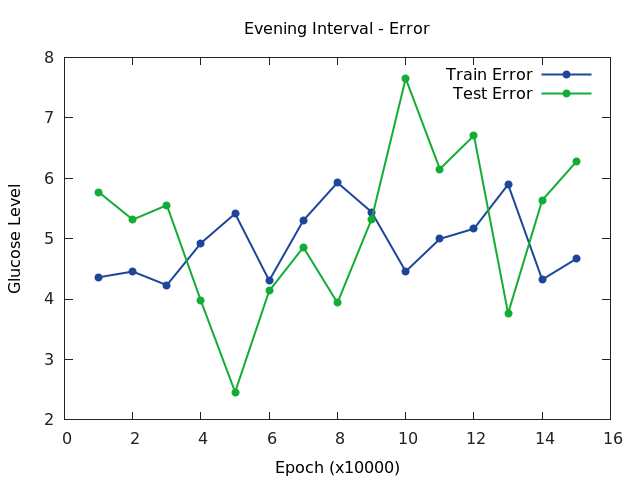 Evening Interval - Error
Train Error
Test Error
8
7
6
5
4
3
2
Glucose Level
0 2 4 6 8 10 12 14 16
Epoch (x10000)